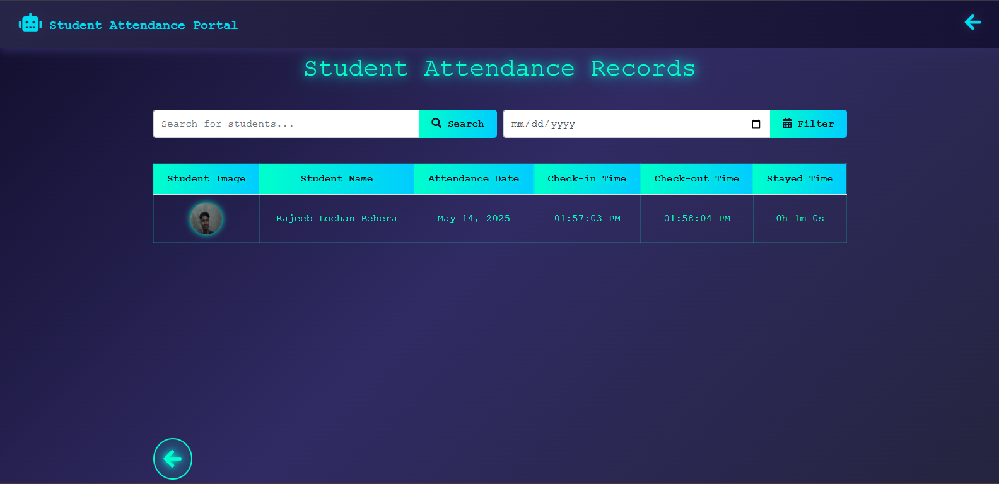 Student Attendance Portal
Student Attendance Records
Search for students... Search mm/dd/yyyy Filter
Student Image Student Name Attendance Date Check-in Time Check-out Time Stayed Time
Rajeeb Lochan Behera May 14, 2025 01:57:03 PM 01:58:04 PM 0h 1m 0s